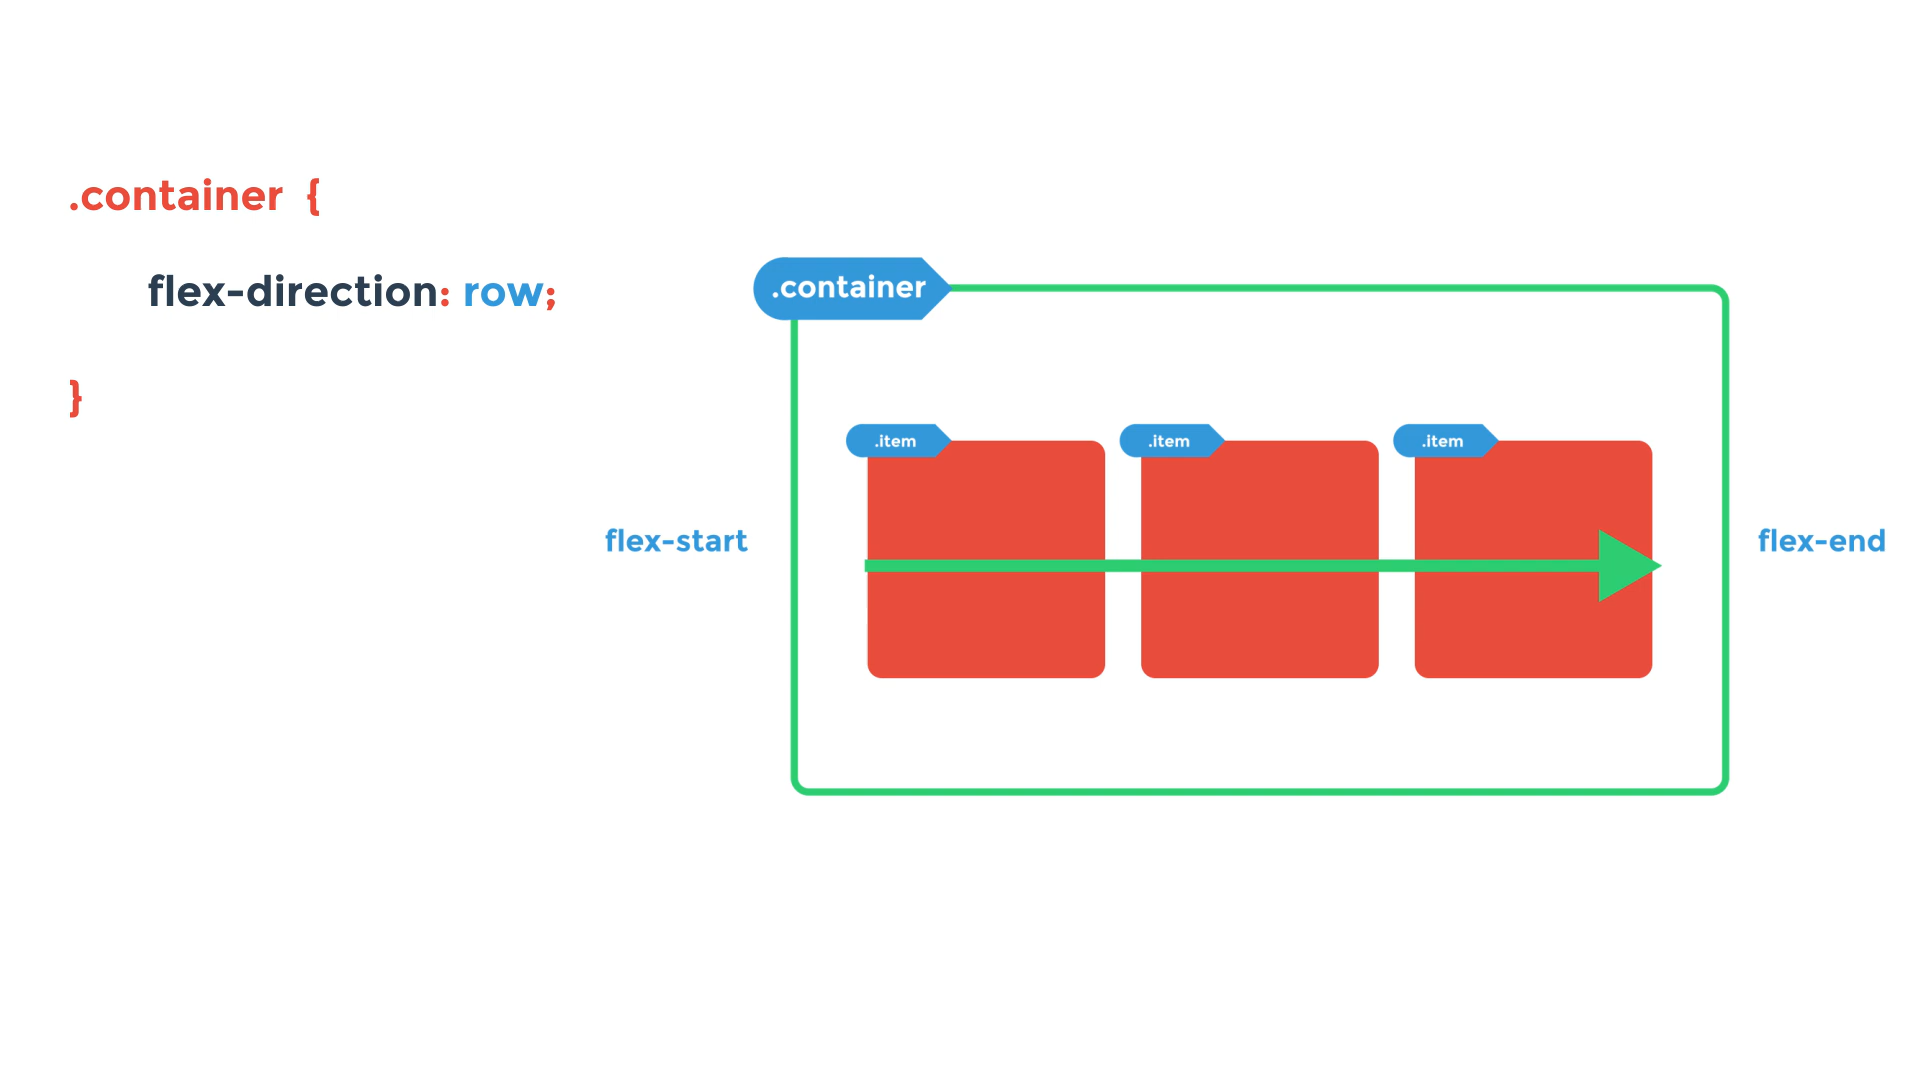 .container {
flex-direction: row;
}
.container
.item .item .item
flex-start
flex-end